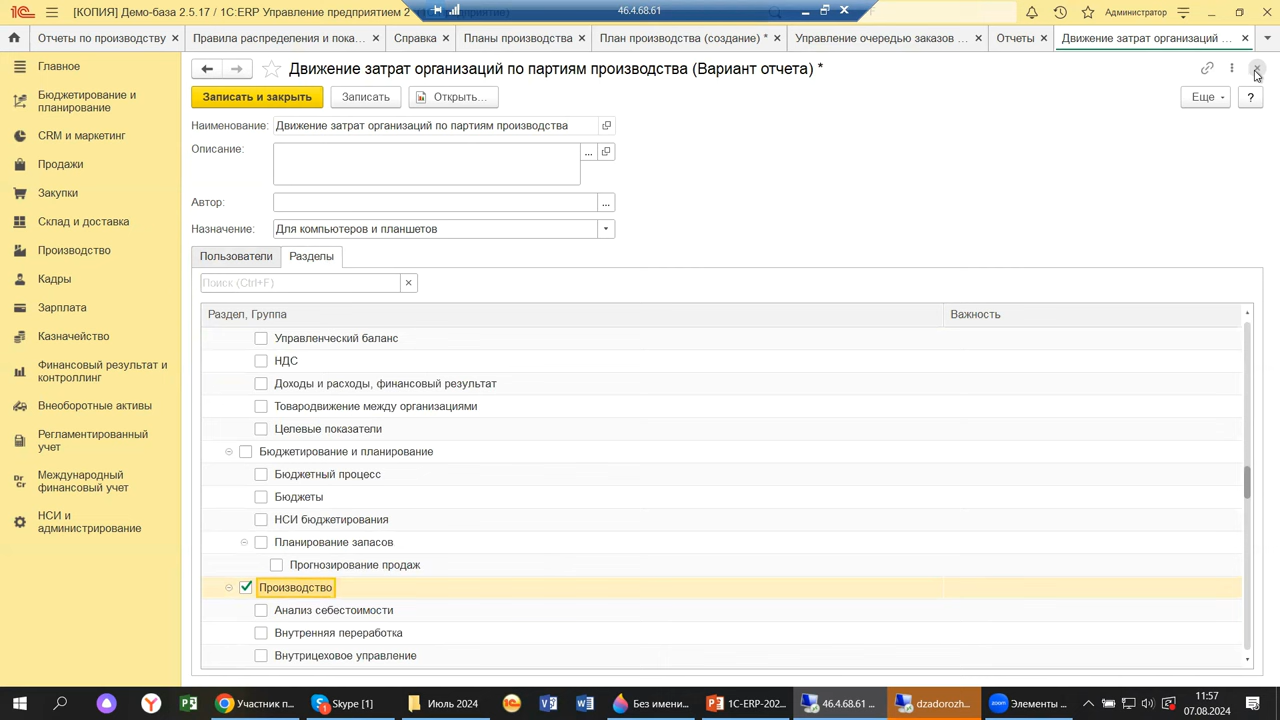 [КОПИЯ] Демо-база 2.5.17 / 1С:ERP Управление предприятием 2
46.4.68.61
Администратор
Отчеты по производству
Правила распределения и пока...
Справка
Планы производства
План производства (создание) *
Управление очередью заказов ...
Отчеты
Движение затрат организаций ...
Главное
Бюджетирование и планирование
CRM и маркетинг
Продажи
Закупки
Склад и доставка
Производство
Кадры
Зарплата
Казначейство
Финансовый результат и контроллинг
Внеоборотные активы
Регламентированный учет
Международный финансовый учет
НСИ и администрирование
Движение затрат организаций по партиям производства (Вариант отчета) *
Записать и закрыть
Записать
Открыть...
Еще
?
Наименование: Движение затрат организаций по партиям производства
Описание:
Автор:
Назначение: Для компьютеров и планшетов
Пользователи
Разделы
Поиск (Ctrl+F)
Раздел, Группа
Важность
Управленческий баланс
НДС
Доходы и расходы, финансовый результат
Товародвижение между организациями
Целевые показатели
Бюджетирование и планирование
Бюджетный процесс
Бюджеты
НСИ бюджетирования
Планирование запасов
Прогнозирование продаж
Производство
Анализ себестоимости
Внутренняя переработка
Внутрицеховое управление
Участник п...
Skype [1]
Июль 2024
Без имени...
1С-ERP-202...
46.4.68.61 ...
dzadorozh...
Элементы ...
11:57
07.08.2024